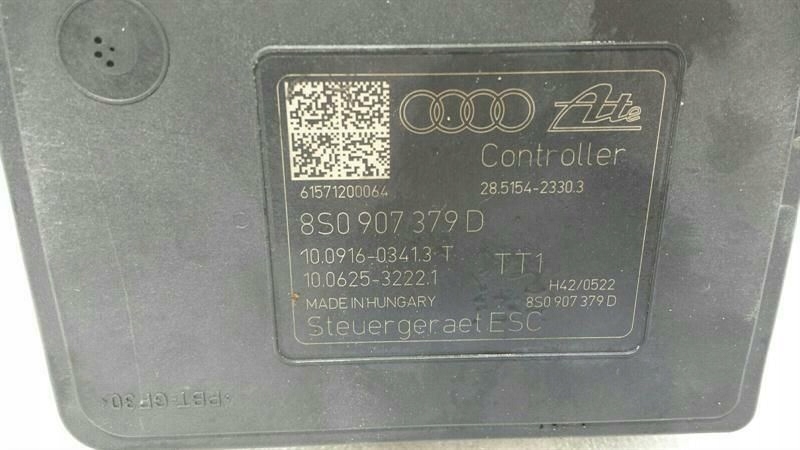 Ate
Controller
61571200064
28.5154-2330.3
8S0 907 379 D
10.0916-0341.3 T
10.0625-3222.1
TT1
H42/0522
MADE IN HUNGARY
8S0 907 379 D
Steuergeraet ESC
>PBT-GF30<